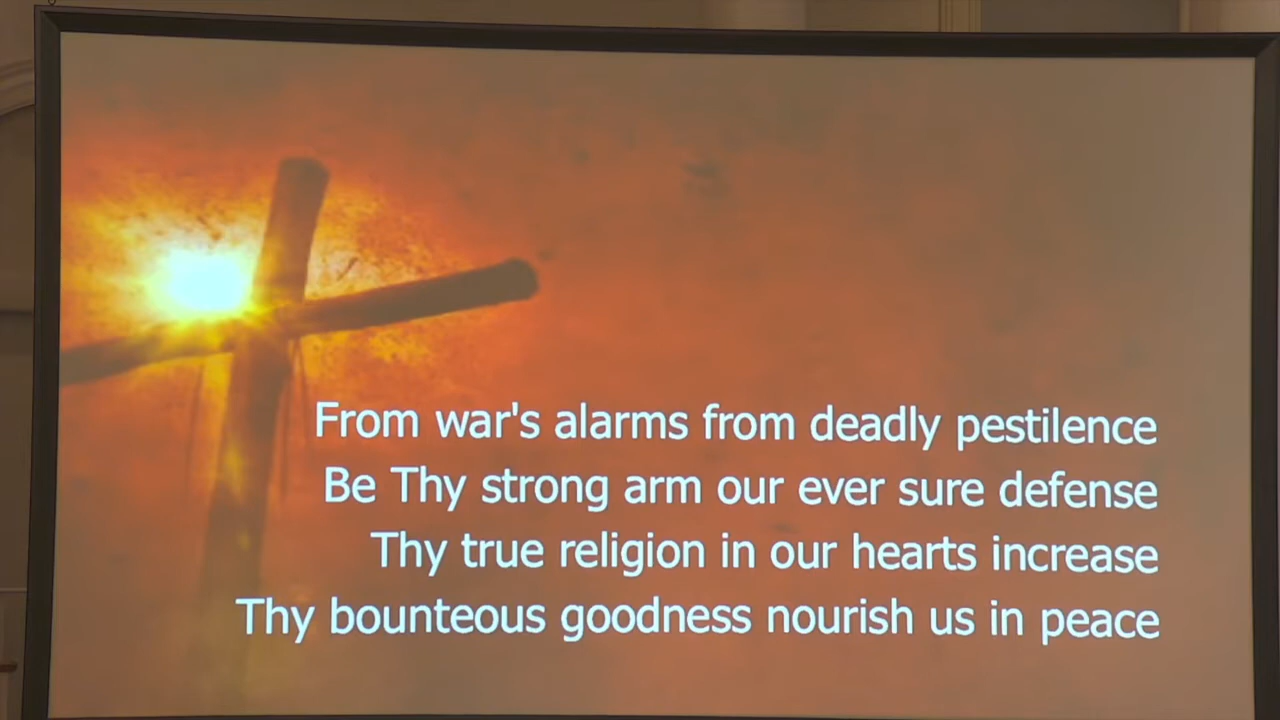 From war's alarms from deadly pestilence
Be Thy strong arm our ever sure defense
Thy true religion in our hearts increase
Thy bounteous goodness nourish us in peace